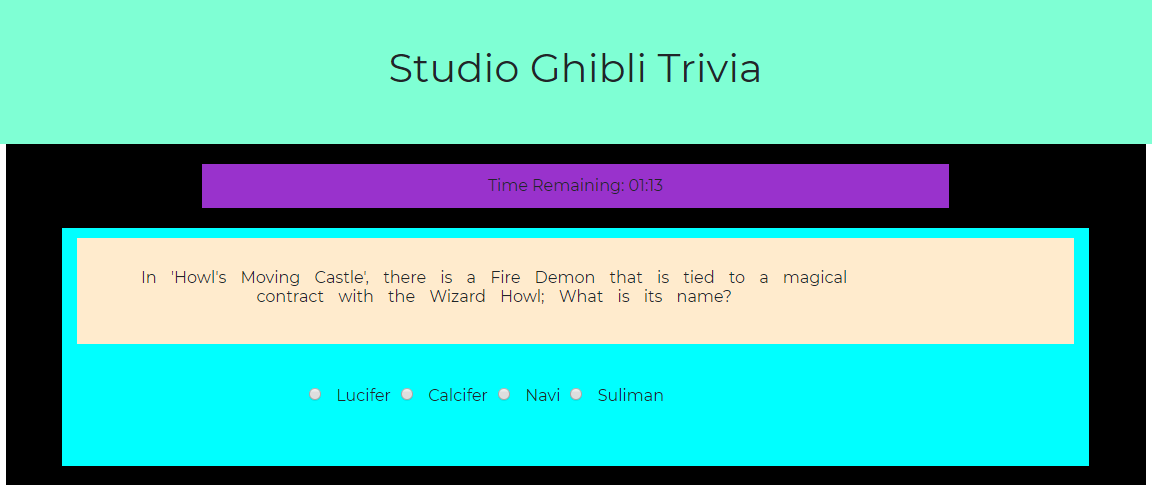 Studio Ghibli Trivia
Time Remaining: 01:13
In 'Howl's Moving Castle', there is a Fire Demon that is tied to a magical
contract with the Wizard Howl; What is its name?
Lucifer Calcifer Navi Suliman